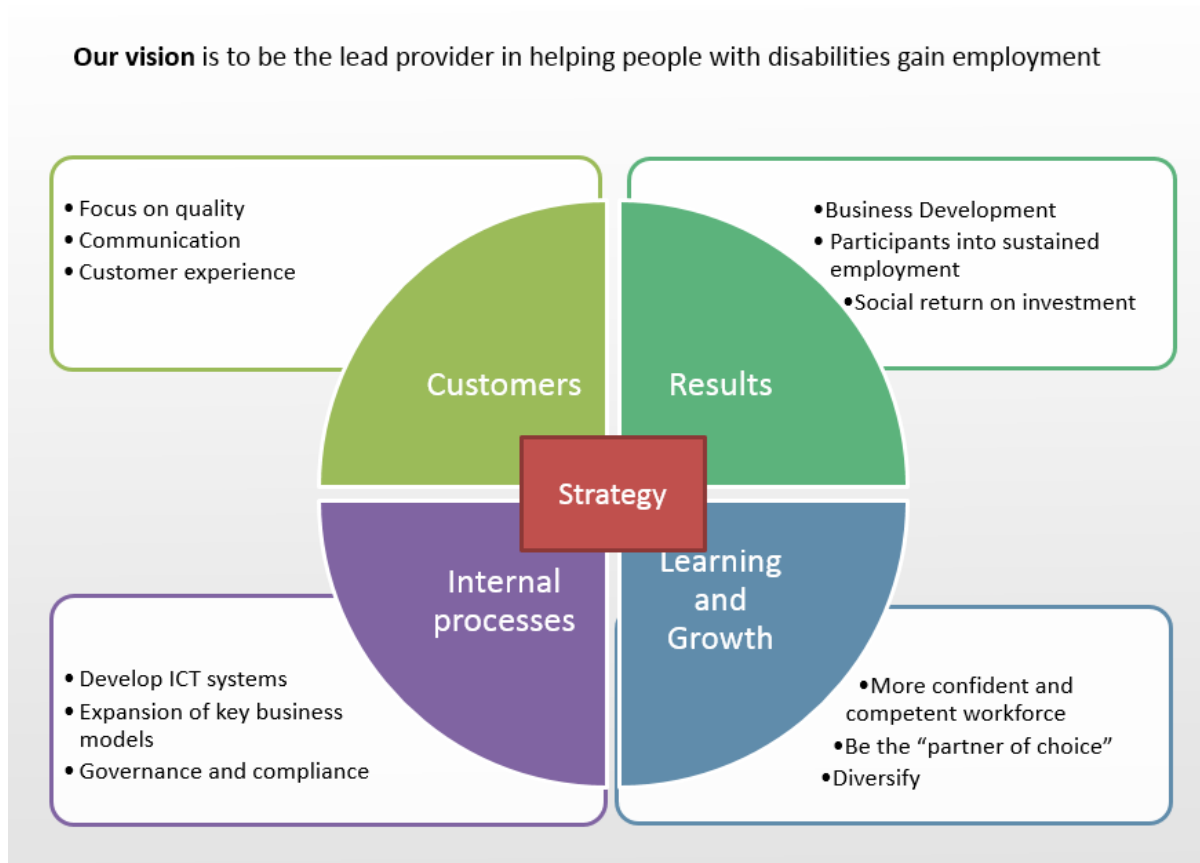 Our vision is to be the lead provider in helping people with disabilities gain employment
• Focus on quality
• Communication
• Customer experience
•Business Development
• Participants into sustained
employment
•Social return on investment
Customers
Results
Strategy
Internal
processes
Learning
and
Growth
• Develop ICT systems
• Expansion of key business
models
• Governance and compliance
•More confident and
competent workforce
•Be the “partner of choice”
•Diversify